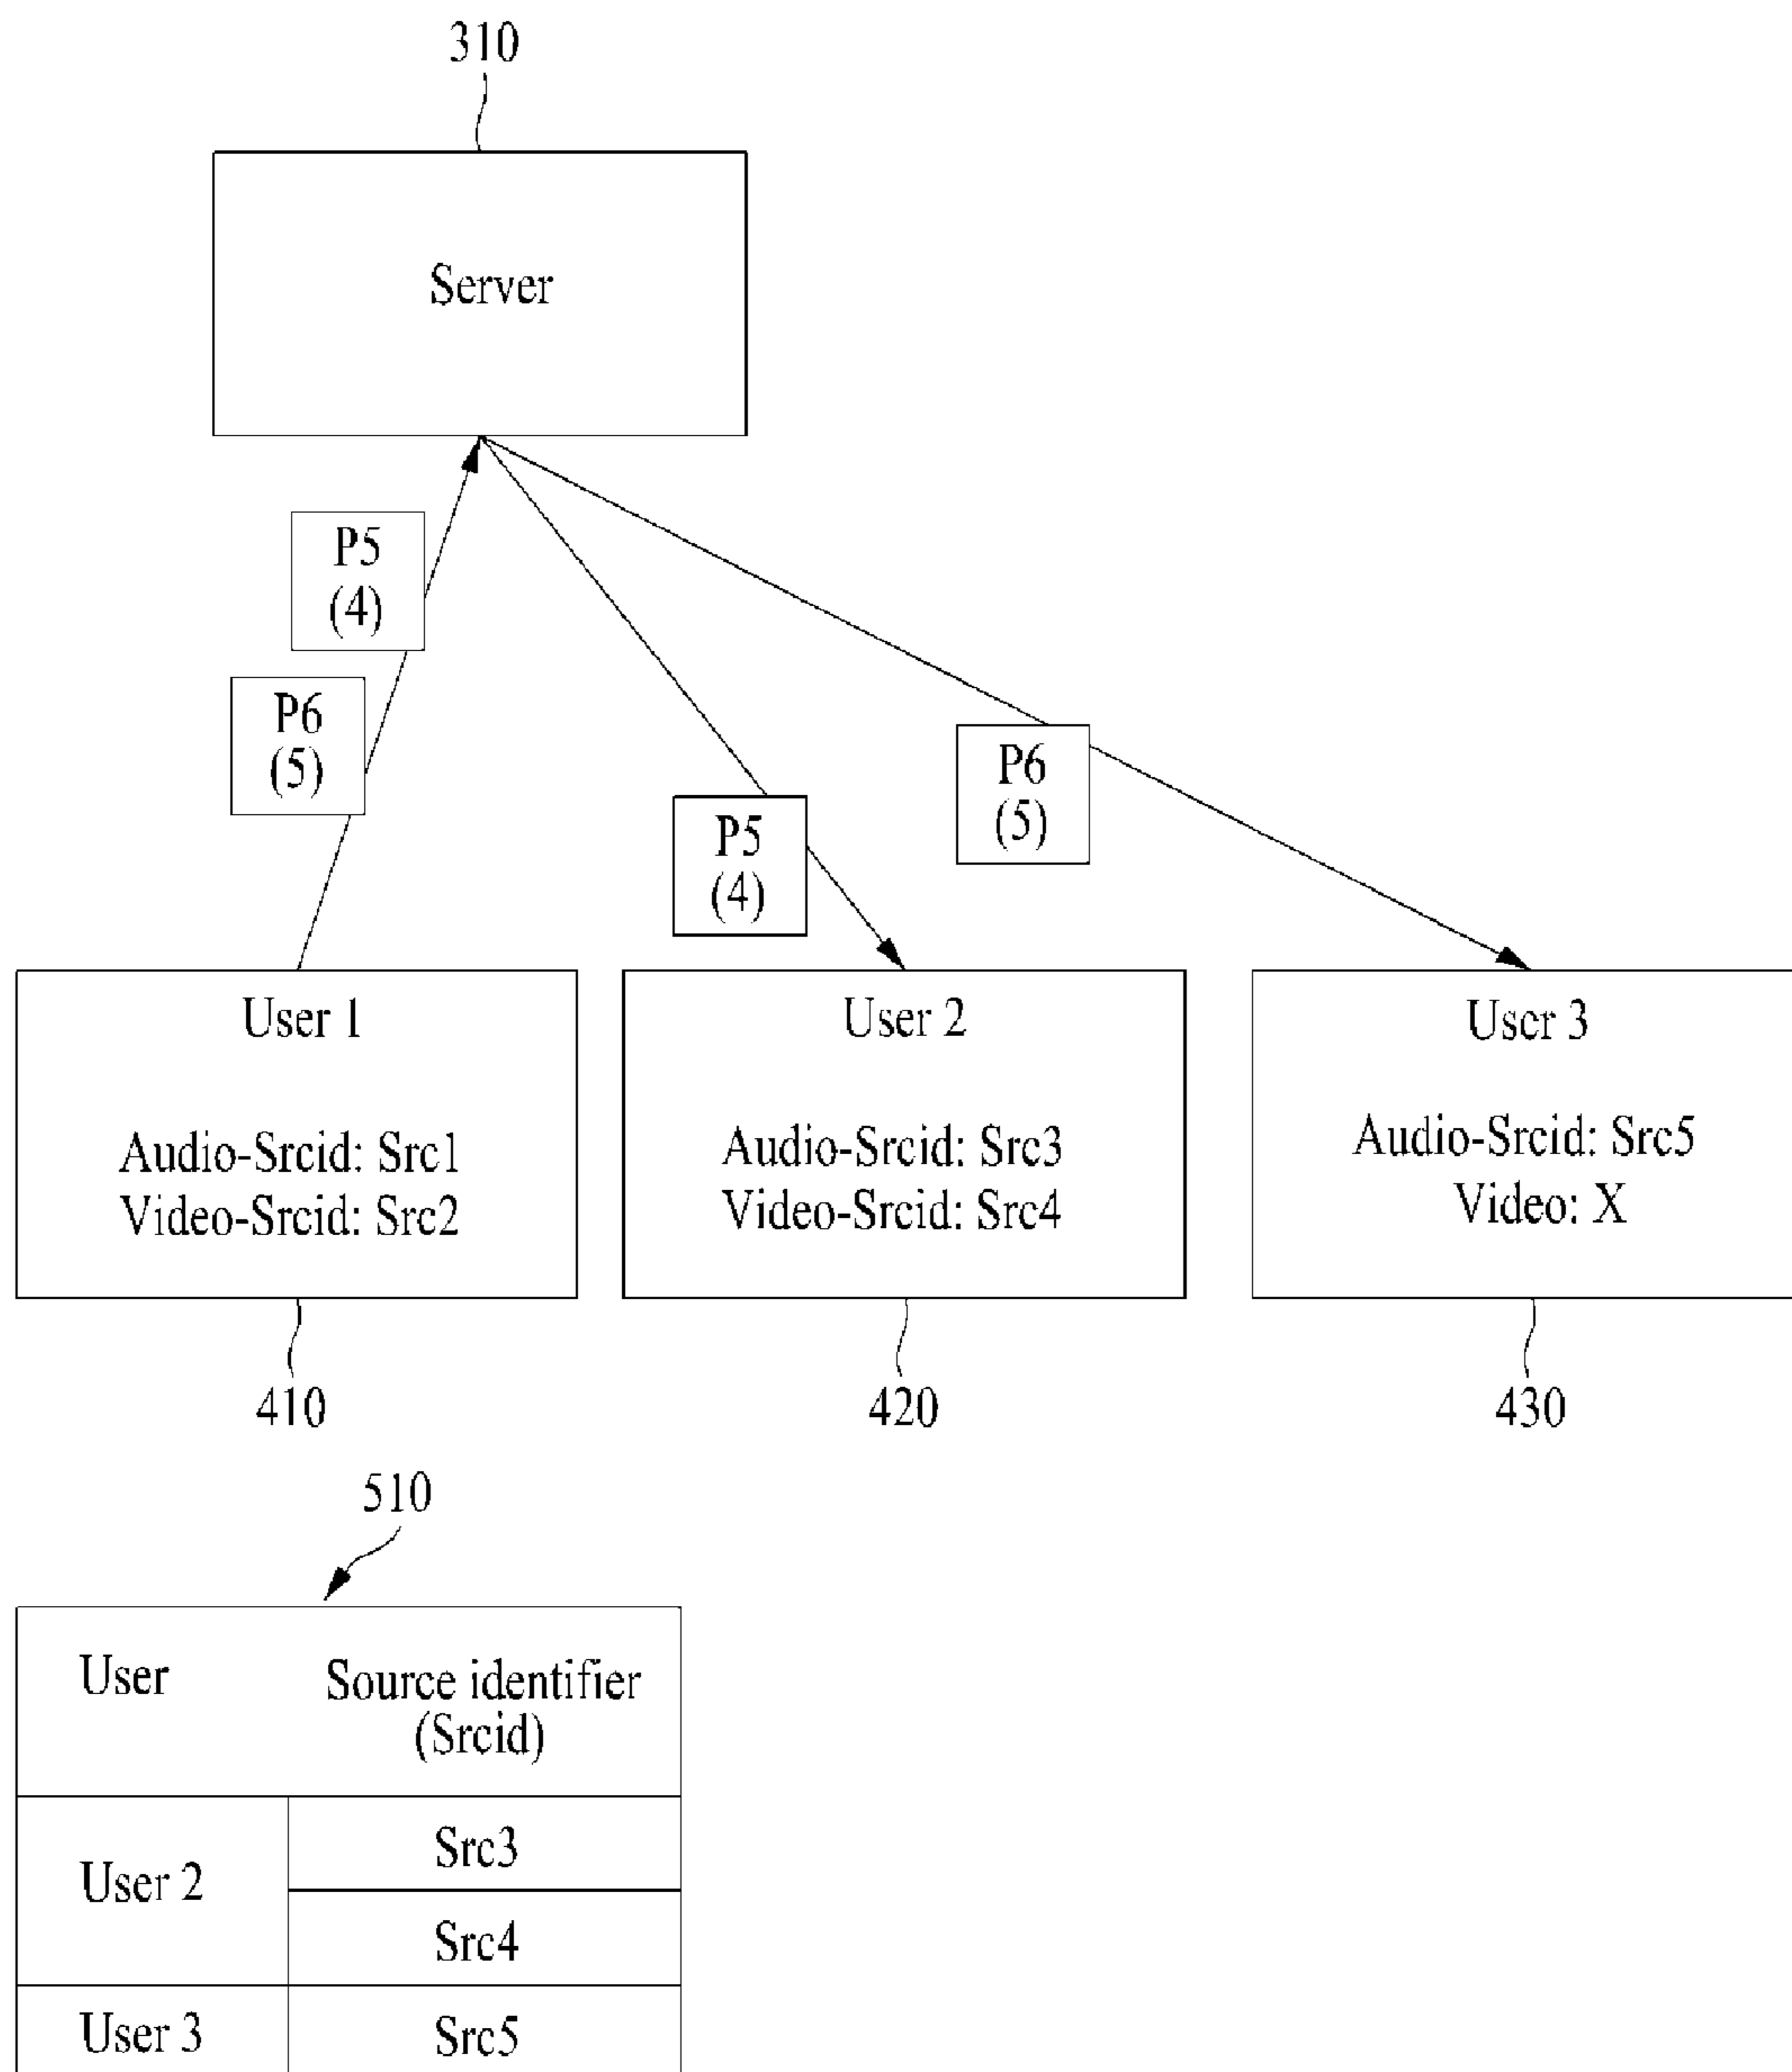 310
Server
P5
(4)
P6
(5)
P5
(4)
P6
(5)
User 1
Audio-Srcid: Src1
Video-Srcid: Src2
User 2
Audio-Srcid: Src3
Video-Srcid: Src4
User 3
Audio-Srcid: Src5
Video: X
410
420
430
510
User
Source identifier
(Srcid)
User 2
Src3
Src4
User 3
Src5